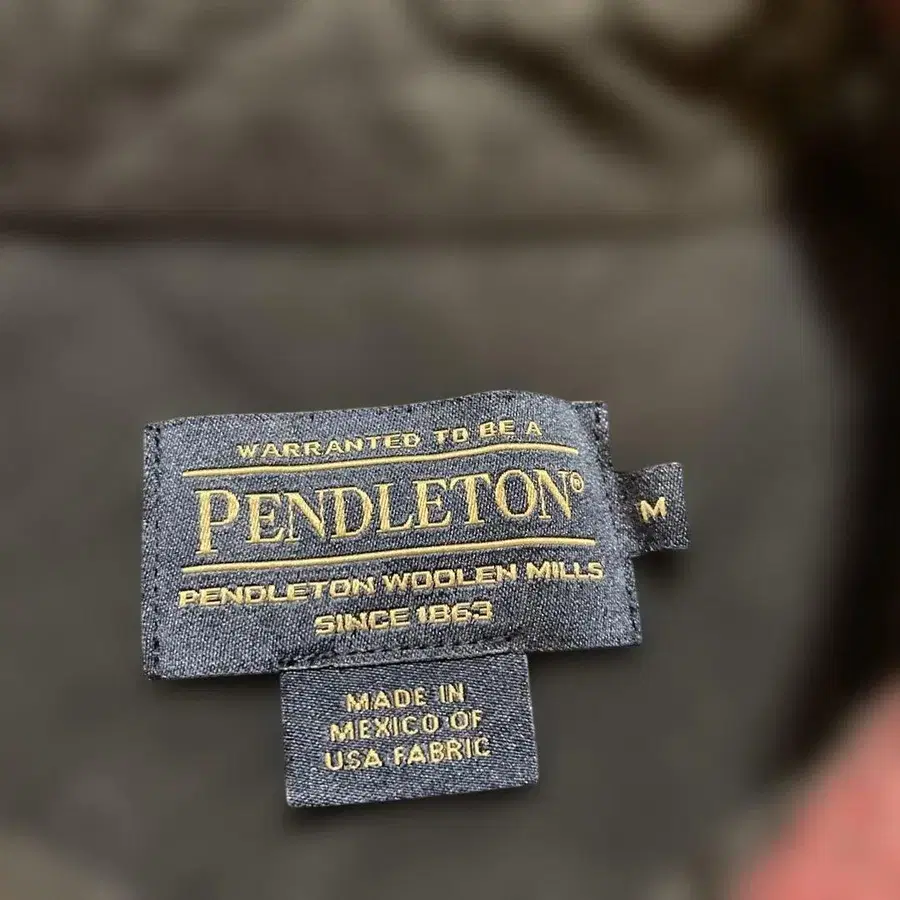 WARRANTED TO BE A
PENDLETON®
M
PENDLETON WOOLEN MILLS
SINCE 1863
MADE IN
MEXICO OF
USA FABRIC